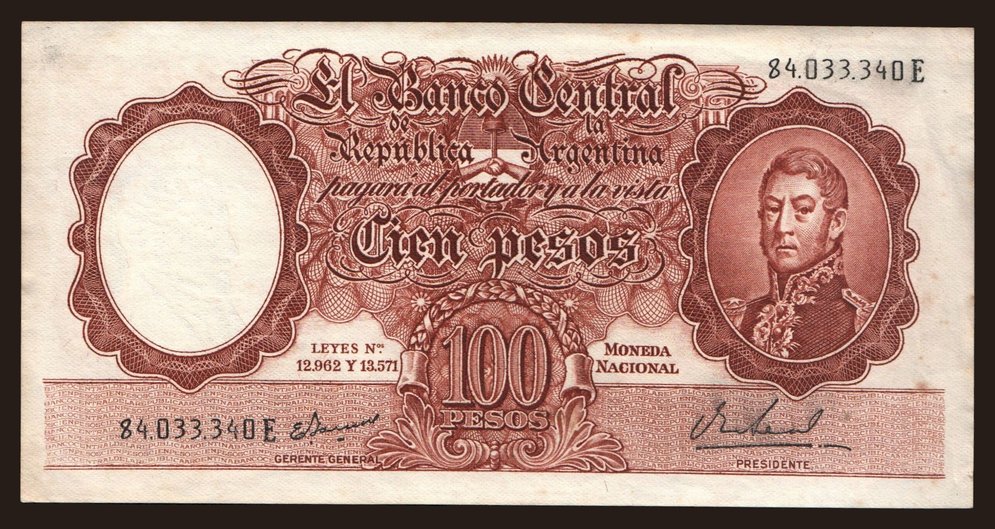 84.033.340 E
El Banco Central
de la
República Argentina
pagará al portador y a la vista
Cien pesos
LEYES Nos
12.962 Y 13.571
100
PESOS
MONEDA
NACIONAL
84.033.340 E
GERENTE GENERAL
PRESIDENTE